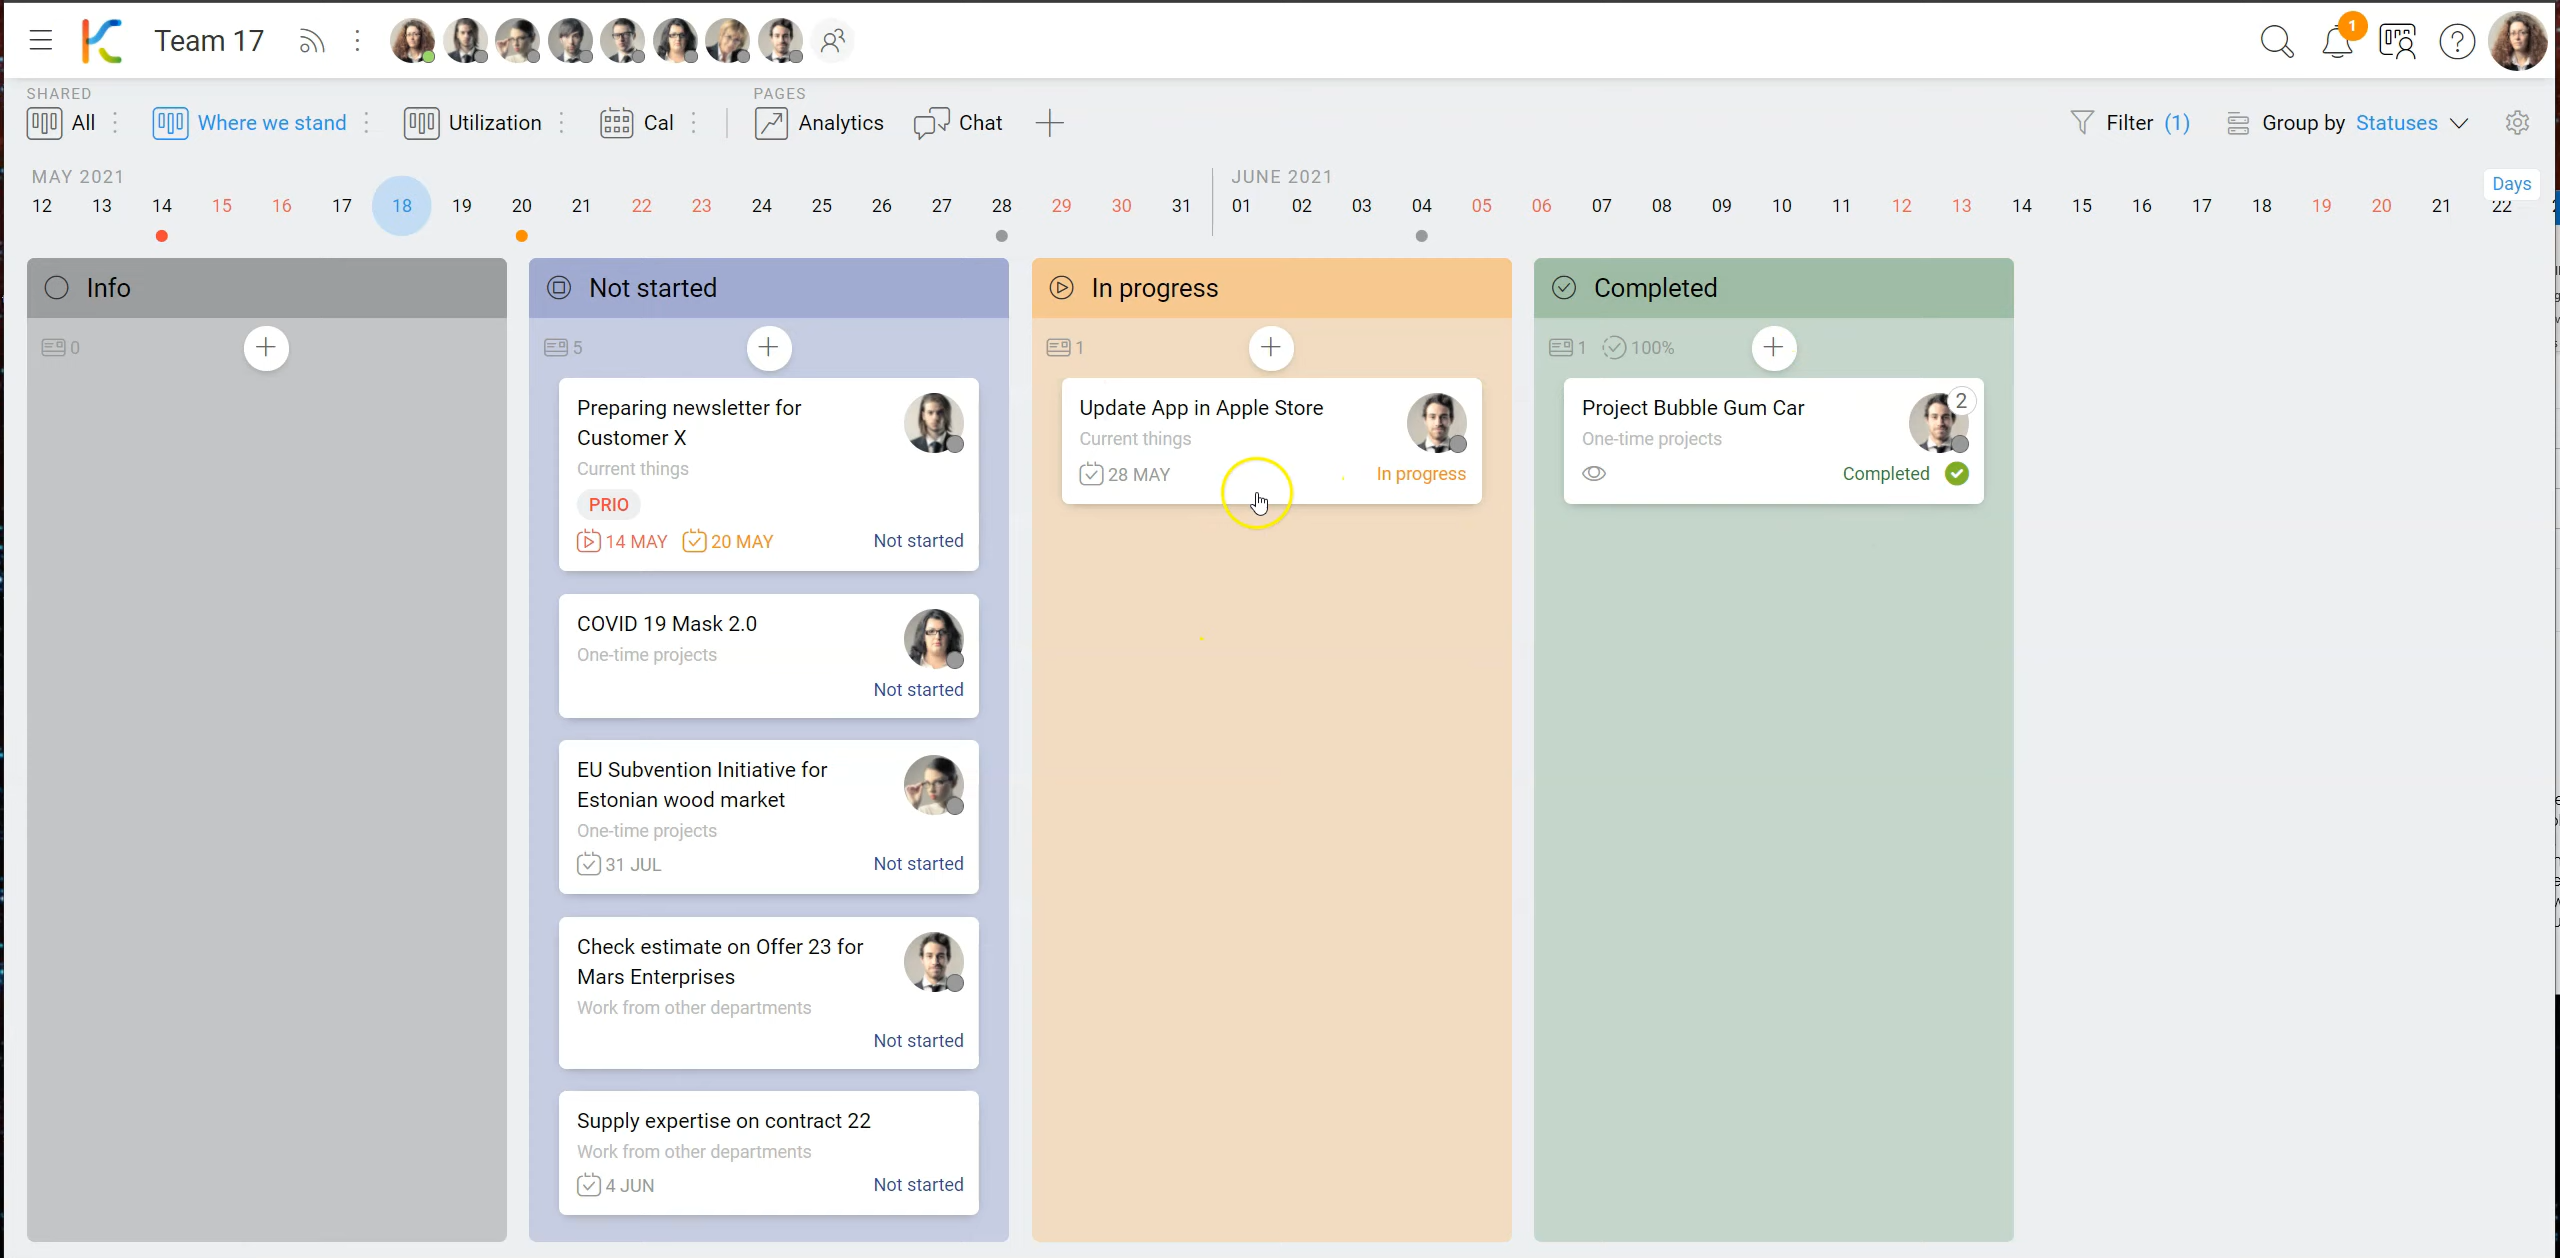 Team 17
1
SHARED
PAGES
All
Where we stand
Utilization
Cal
Analytics
Chat
Filter (1)
Group by Statuses
MAY 2021
JUNE 2021
Days
12 13 14 15 16 17 18 19 20 21 22 23 24 25 26 27 28 29 30 31 01 02 03 04 05 06 07 08 09 10 11 12 13 14 15 16 17 18 19 20 21 22
Info
0
Not started
5
Preparing newsletter for
Customer X
Current things
PRIO
14 MAY 20 MAY Not started
COVID 19 Mask 2.0
One-time projects
Not started
EU Subvention Initiative for
Estonian wood market
One-time projects
31 JUL Not started
Check estimate on Offer 23 for
Mars Enterprises
Work from other departments
Not started
Supply expertise on contract 22
Work from other departments
4 JUN Not started
In progress
1
Update App in Apple Store
Current things
28 MAY In progress
Completed
1 100%
Project Bubble Gum Car
2
One-time projects
Completed